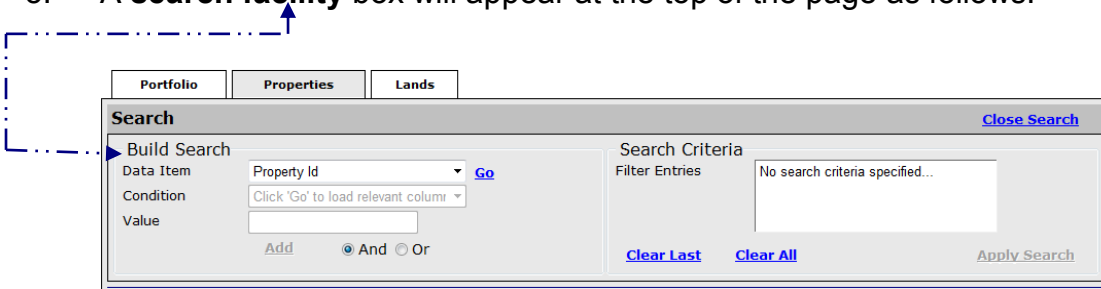 A search facility box will appear at the top of the page as follows:
Portfolio Properties Lands
Search Close Search
Build Search Search Criteria
Data Item Property Id Go Filter Entries No search criteria specified...
Condition Click 'Go' to load relevant colum
Value
Add And Or
Clear Last Clear All Apply Search